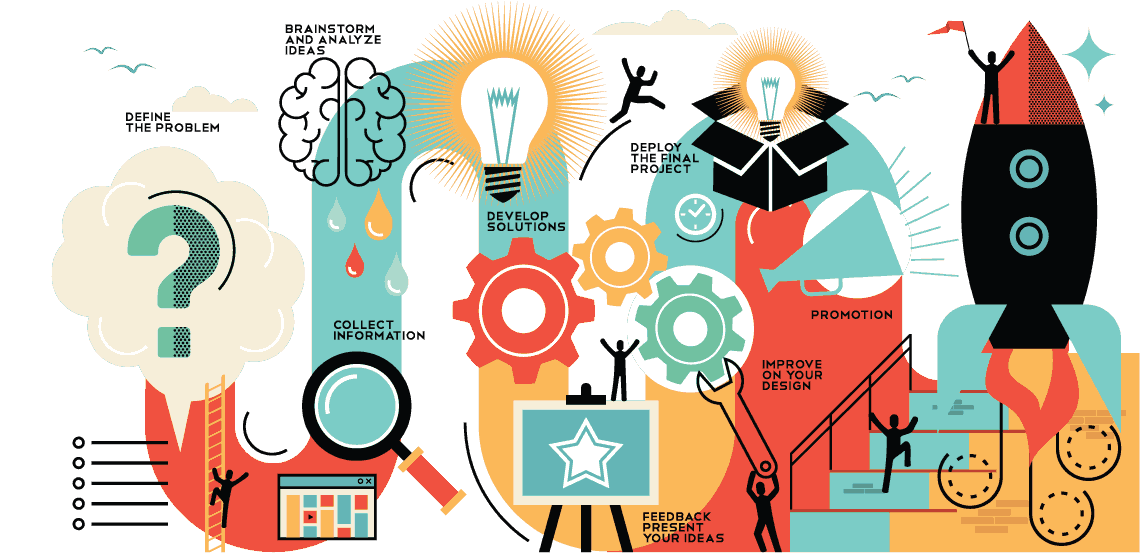 BRAINSTORM
AND ANALYZE
IDEAS
DEFINE
THE PROBLEM
DEPLOY
THE FINAL
PROJECT
DEVELOP
SOLUTIONS
COLLECT
INFORMATION
PROMOTION
IMPROVE
ON YOUR
DESIGN
FEEDBACK
PRESENT
YOUR IDEAS